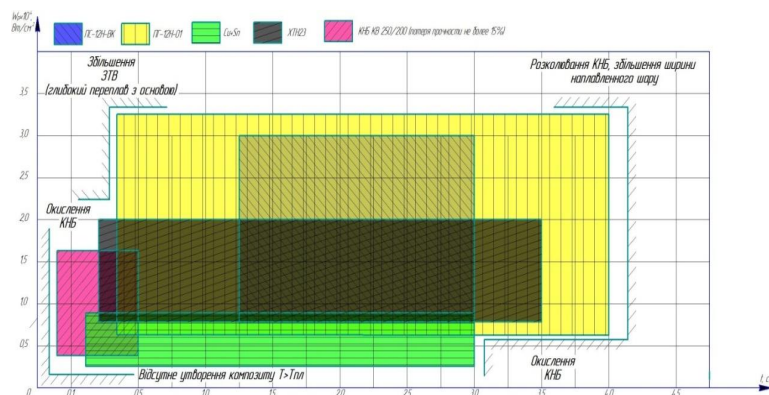 Wp×10⁴,
Вт/см²
ПС-12Н-ВК
ПГ-12Н-01
Cu+Sn
ХТН23
КНБ КВ 250/200 (потеря прочности не более 15%)
Збільшення
ЗТВ
(глибокий переплав з основою)
Розколювання КНБ, збільшення ширини
наплавленного шару
3.5
3.0
2.5
2.0
1.5
1.0
0.5
Окислення
КНБ
Відсутнє утворення композиту T>Tпл
Окислення
КНБ
0
0.1
0.5
1.0
1.5
2.0
2.5
3.0
3.5
4.0
4.5
t, c